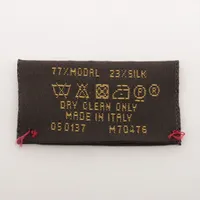 77%MODAL 23%SILK
P
DRY CLEAN ONLY
MADE IN ITALY
050137 M70476